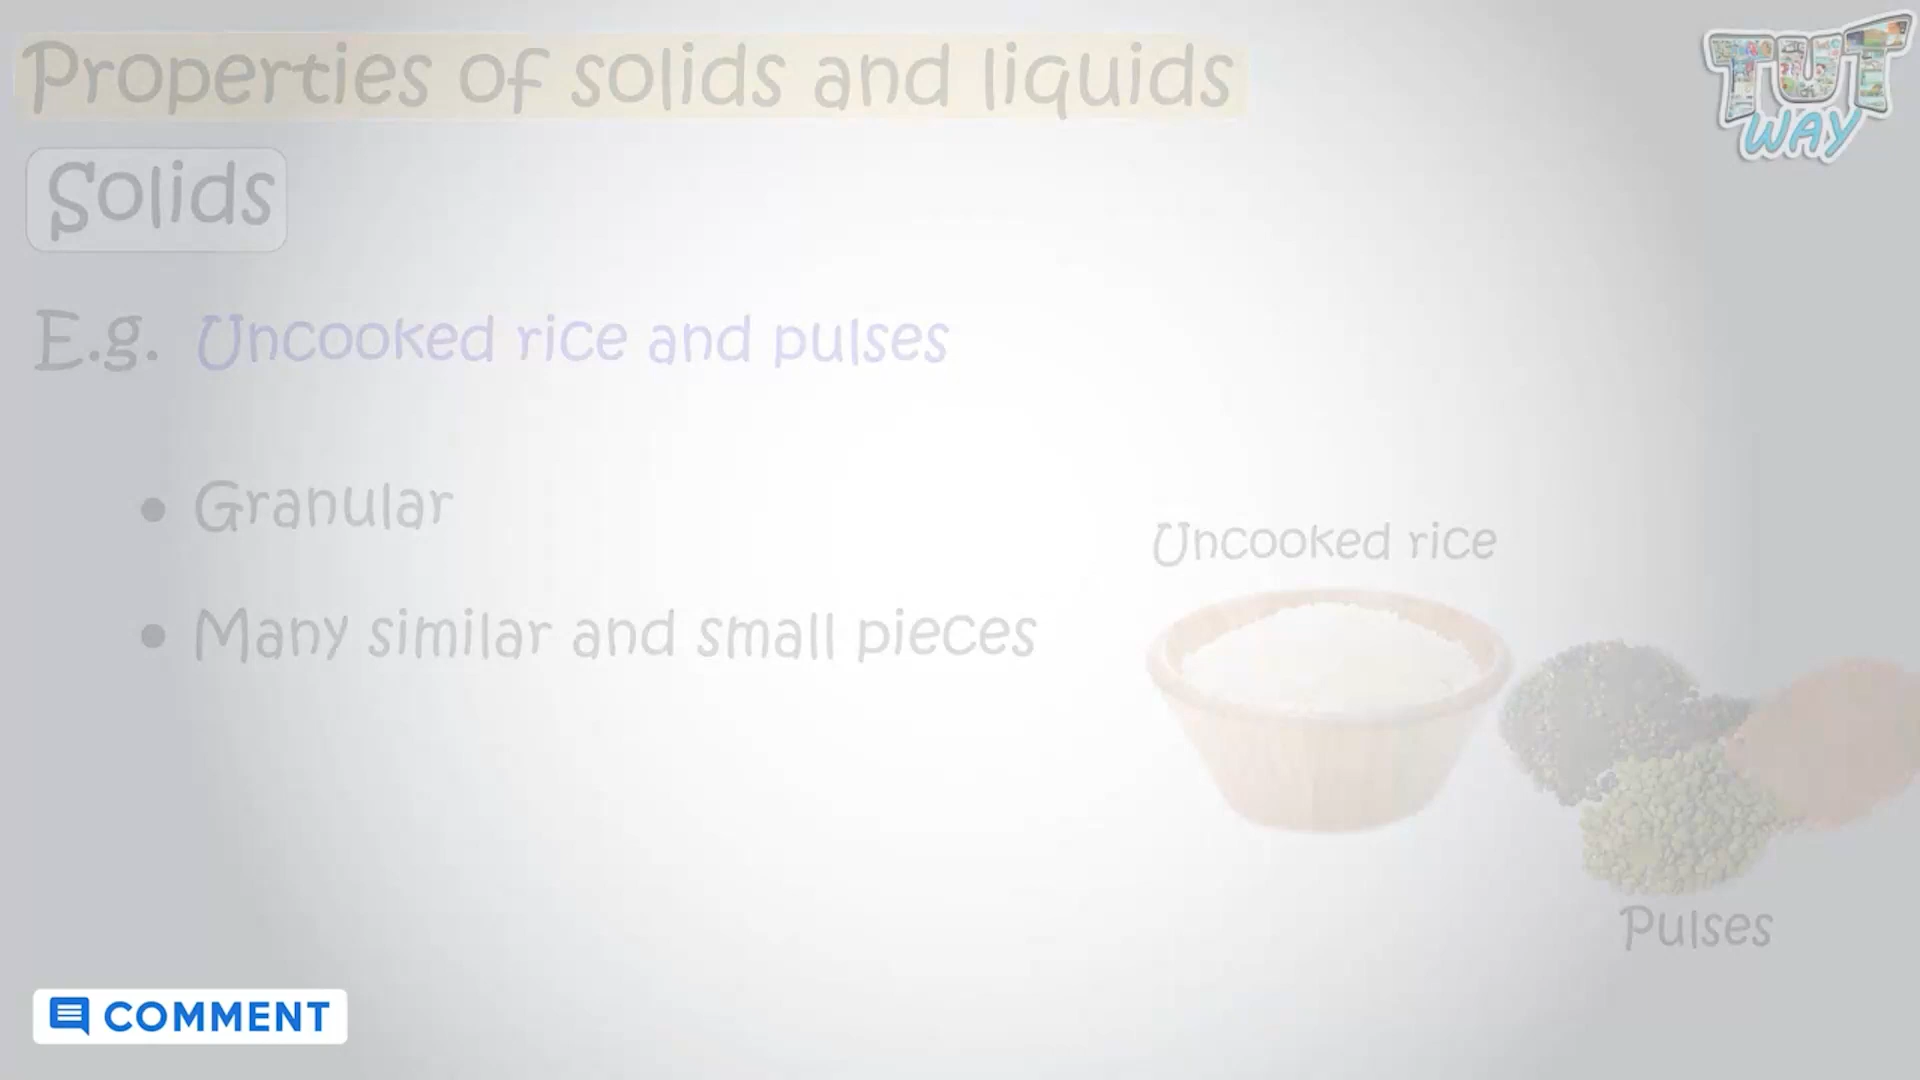 Properties of solids and liquids
TUT
WAY
Solids
E.g. Uncooked rice and pulses
• Granular
• Many similar and small pieces
Uncooked rice
Pulses
COMMENT